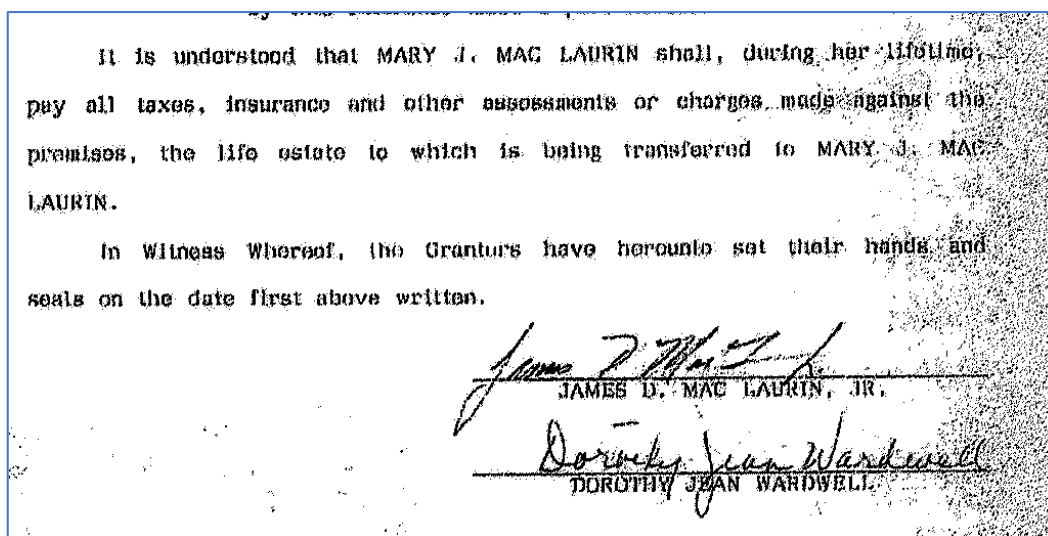 It is understood that MARY J. MAC LAURIN shall, during her lifetime,
pay all taxes, insurance and other assessments or charges made against the
premises, the life estate to which is being transferred to MARY J. MAC
LAURIN.
In Witness Whereof, the Grantors have hereunto set their hands and
seals on the date first above written.
James D Mac L Jr.
JAMES D. MAC LAURIN, JR.
Dorothy Jean Wardwell
DOROTHY JEAN WARDWELL